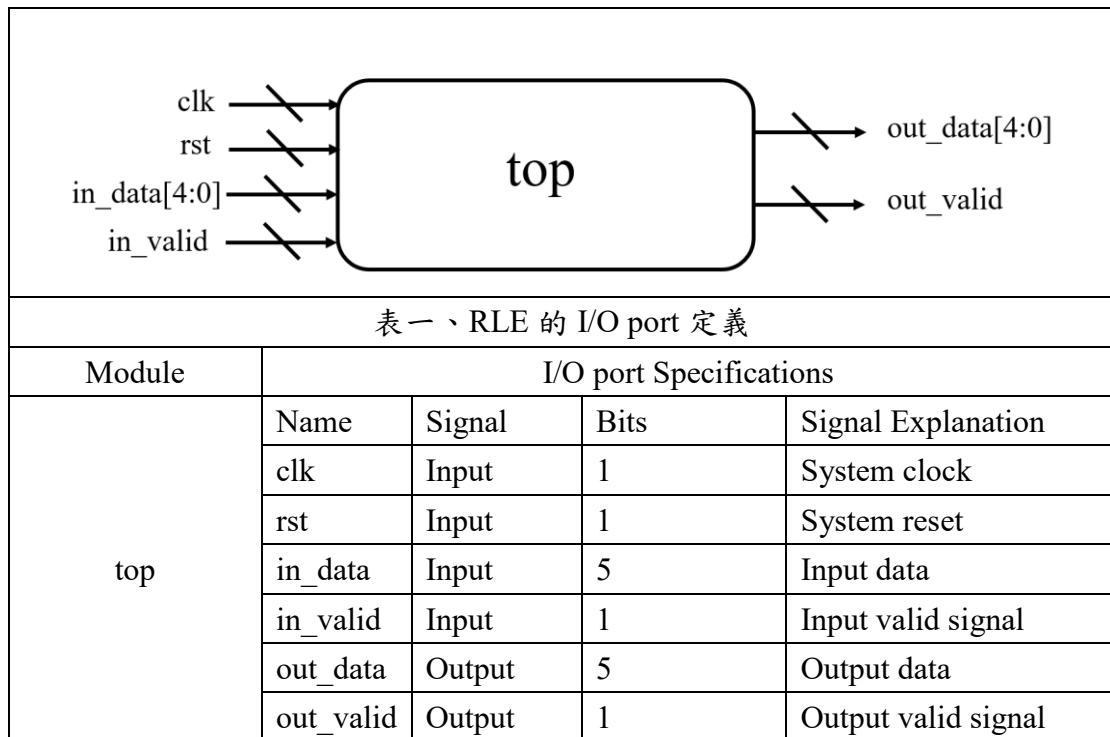 clk
rst
in_data[4:0]
in_valid
top
out_data[4:0]
out_valid
表一、RLE 的 I/O port 定義
Module I/O port Specifications
Name Signal Bits Signal Explanation
clk Input 1 System clock
rst Input 1 System reset
top in_data Input 5 Input data
in_valid Input 1 Input valid signal
out_data Output 5 Output data
out_valid Output 1 Output valid signal